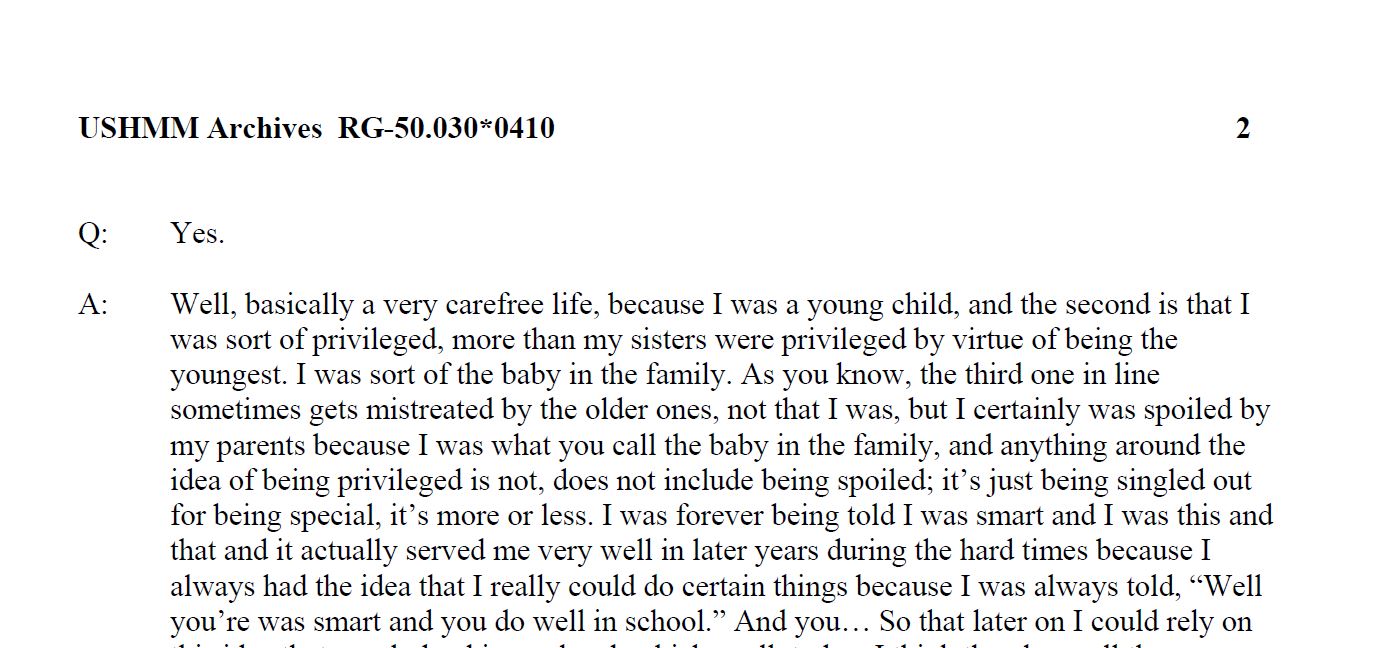 USHMM Archives  RG-50.030*0410 2
Q: Yes.
A: Well, basically a very carefree life, because I was a young child, and the second is that I
was sort of privileged, more than my sisters were privileged by virtue of being the
youngest. I was sort of the baby in the family. As you know, the third one in line
sometimes gets mistreated by the older ones, not that I was, but I certainly was spoiled by
my parents because I was what you call the baby in the family, and anything around the
idea of being privileged is not, does not include being spoiled; it’s just being singled out
for being special, it’s more or less. I was forever being told I was smart and I was this and
that and it actually served me very well in later years during the hard times because I
always had the idea that I really could do certain things because I was always told, “Well
you’re was smart and you do well in school.” And you… So that later on I could rely on